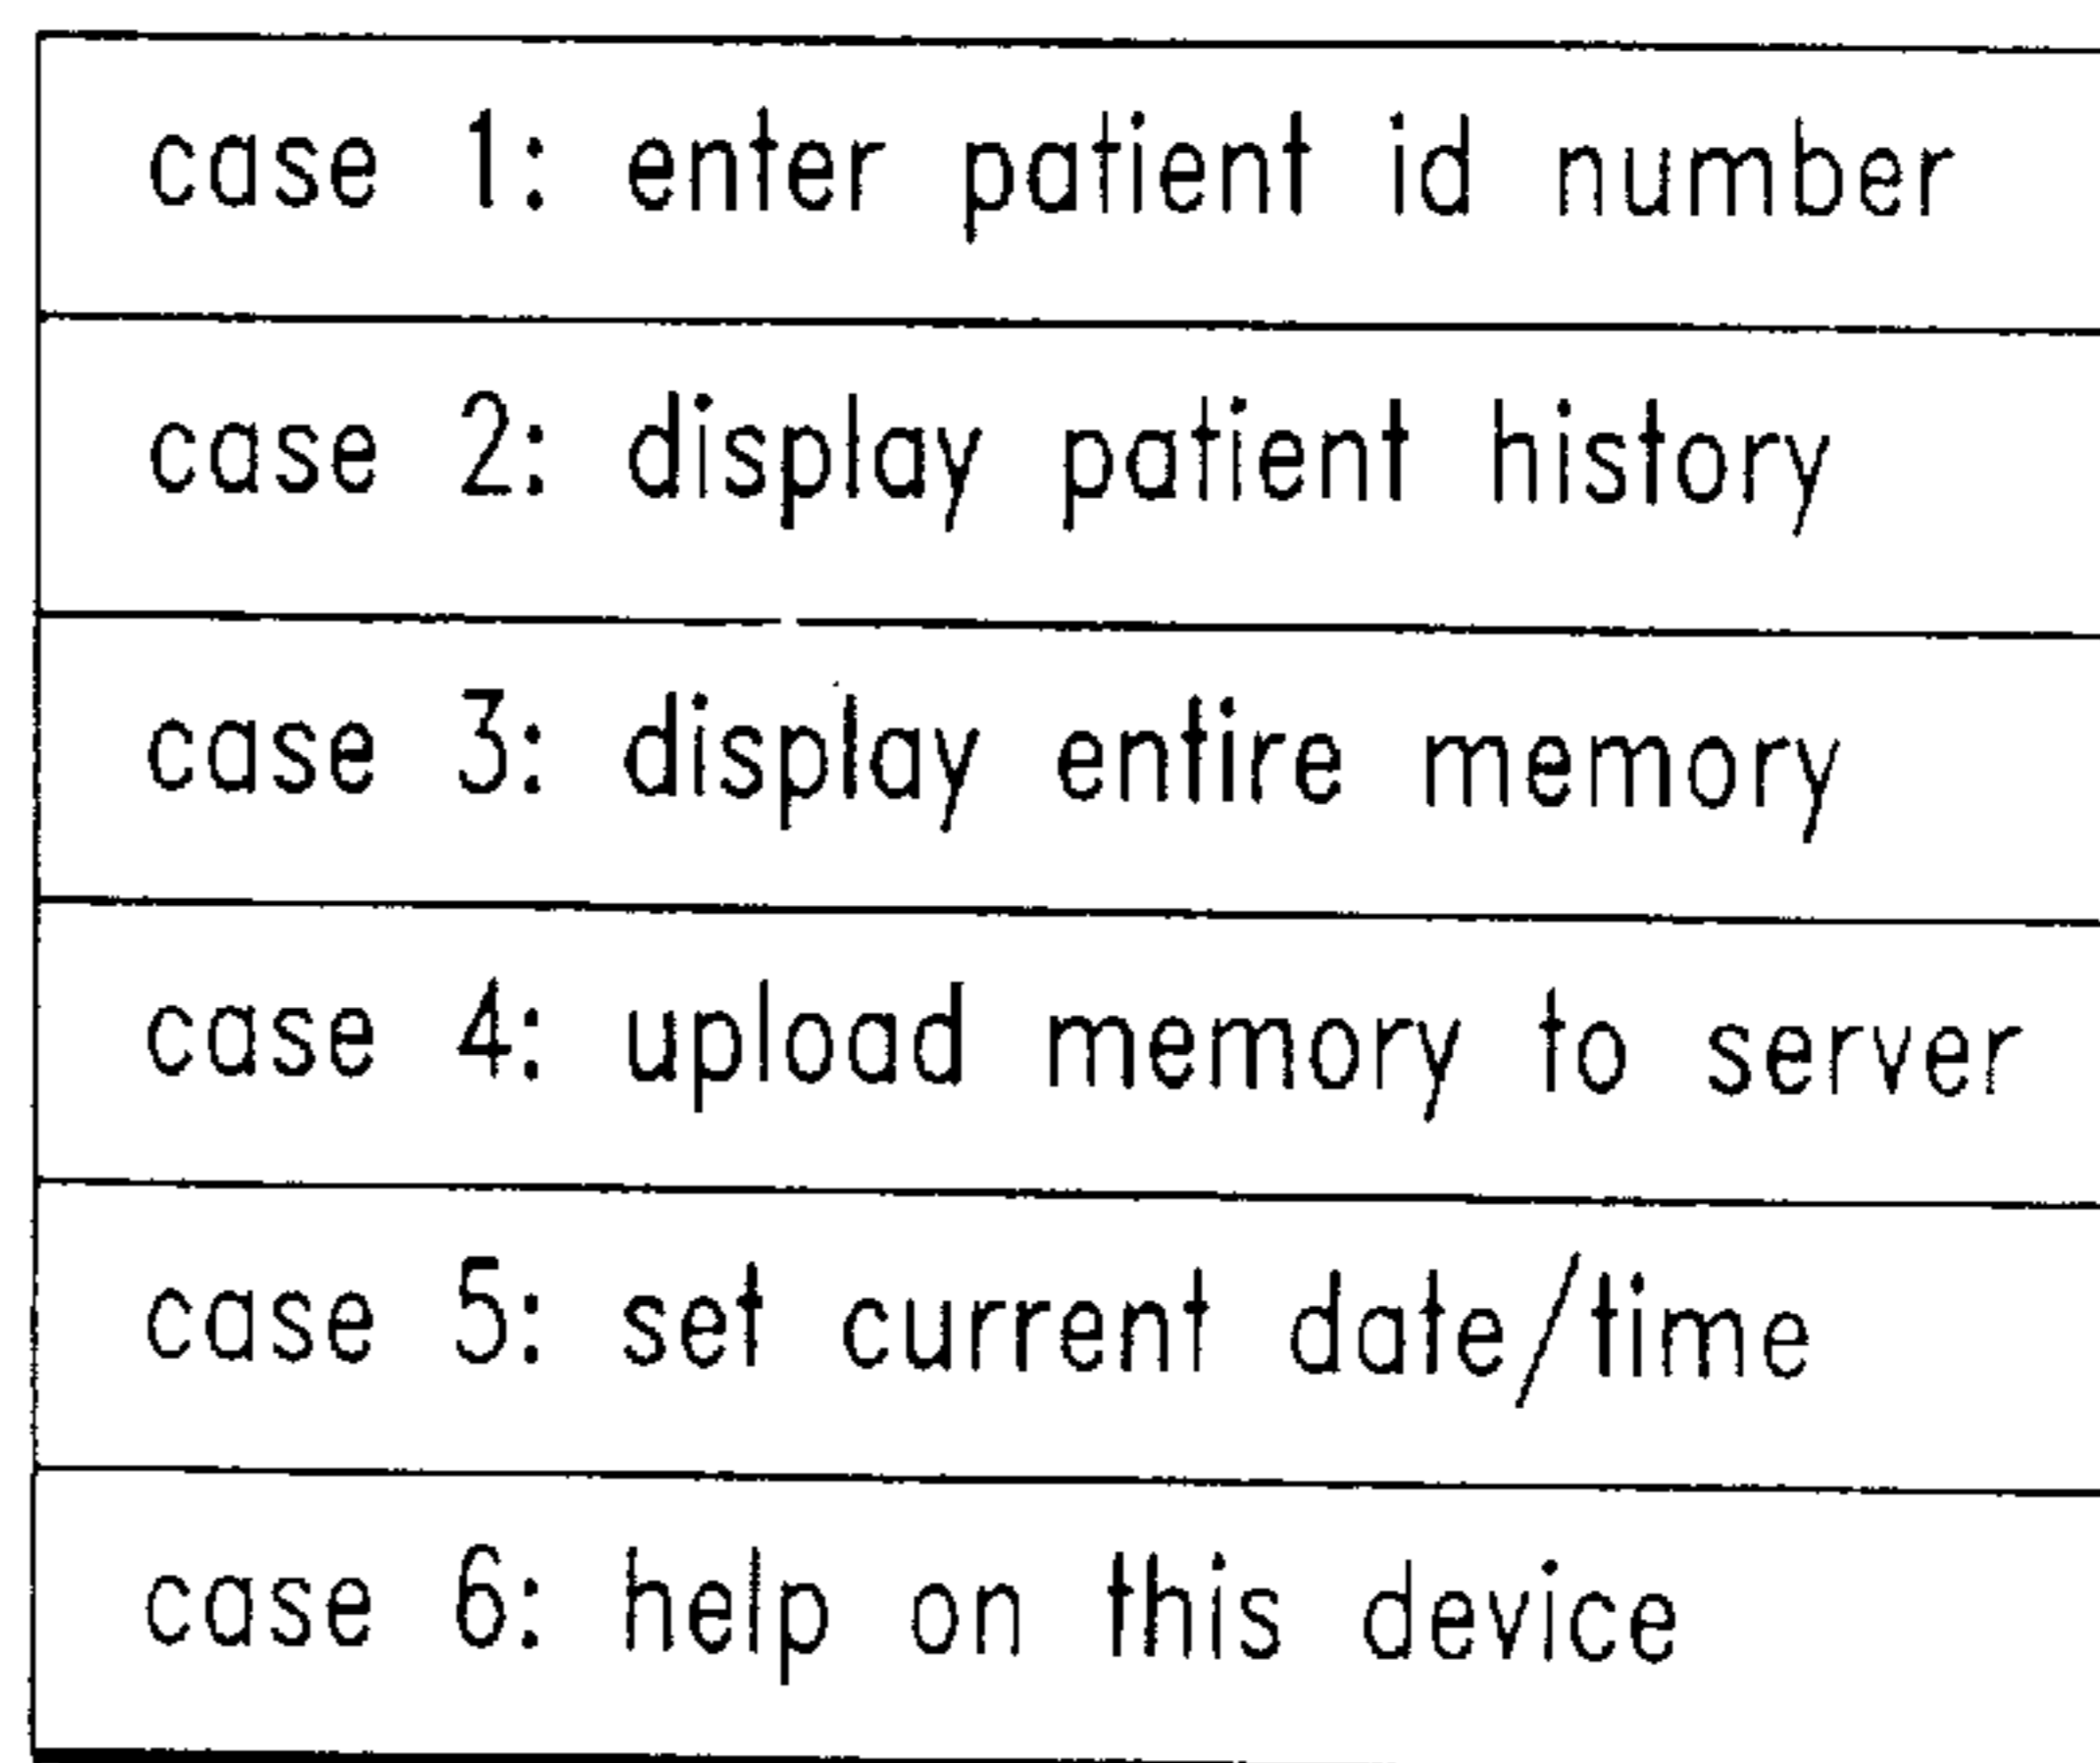 case 1: enter patient id number
case 2: display patient history
case 3: display entire memory
case 4: upload memory to server
case 5: set current date/time
case 6: help on this device